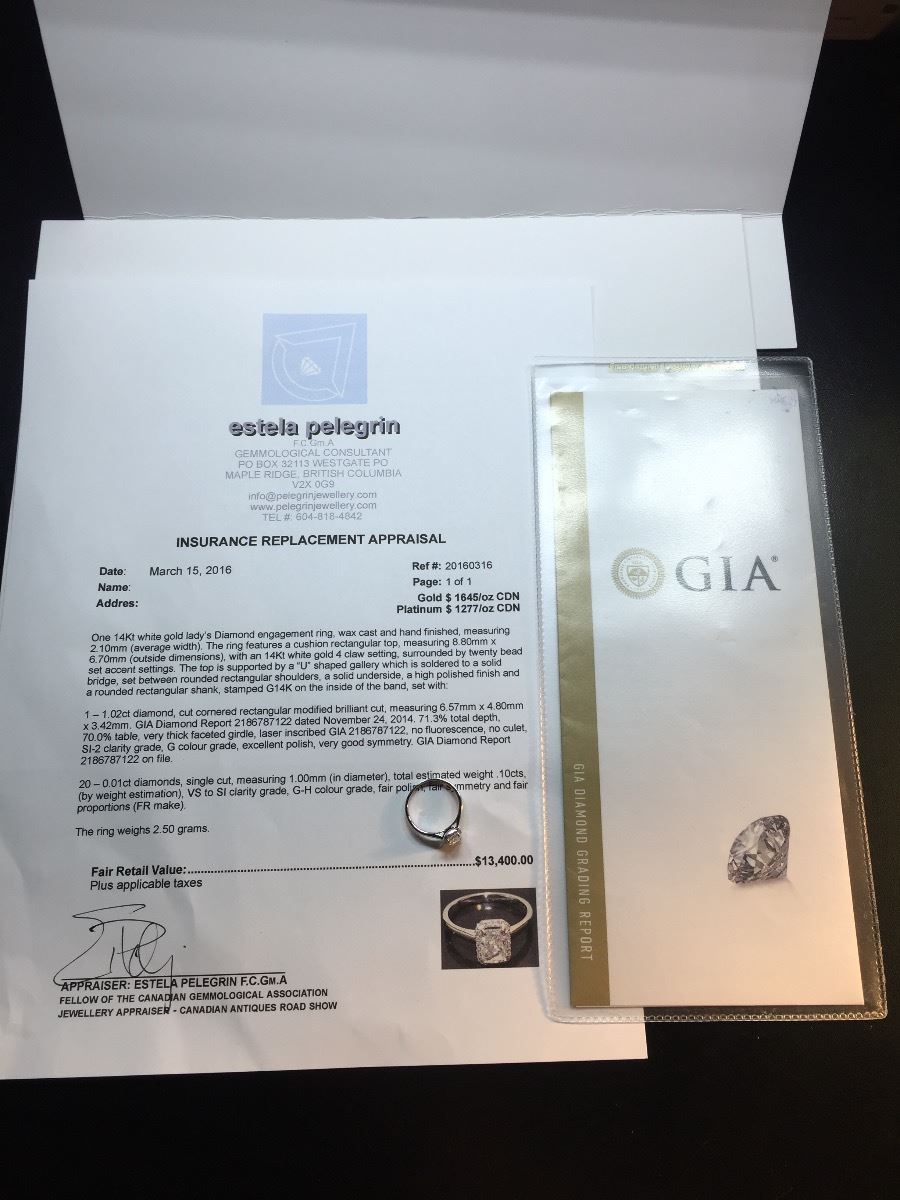 estela pelegrin
F.C.Gm.A
GEMMOLOGICAL CONSULTANT
PO BOX 32113 WESTGATE PO
MAPLE RIDGE, BRITISH COLUMBIA
V2X 0G9
info@pelegrinjewellery.com
www.pelegrinjewellery.com
TEL #: 604-818-4842
INSURANCE REPLACEMENT APPRAISAL
Date: March 15, 2016
Name:
Addres:
Ref #: 20160316
Page: 1 of 1
Gold $ 1645/oz CDN
Platinum $ 1277/oz CDN
One 14Kt white gold lady's Diamond engagement ring, wax cast and hand finished, measuring
2.10mm (average width). The ring features a cushion rectangular top, measuring 8.80mm x
6.70mm (outside dimensions), with an 14Kt white gold 4 claw setting, surrounded by twenty bead
set accent settings. The top is supported by a "U" shaped gallery which is soldered to a solid
bridge, set between rounded rectangular shoulders, a solid underside, a high polished finish and
a rounded rectangular shank, stamped G14K on the inside of the band, set with:
1 – 1.02ct diamond, cut cornered rectangular modified brilliant cut, measuring 6.57mm x 4.80mm
x 3.42mm. GIA Diamond Report 2186787122 dated November 24, 2014. 71.3% total depth,
70.0% table, very thick faceted girdle, laser inscribed GIA 2186787122, no fluorescence, no culet,
SI-2 clarity grade, G colour grade, excellent polish, very good symmetry. GIA Diamond Report
2186787122 on file.
20 – 0.01ct diamonds, single cut, measuring 1.00mm (in diameter), total estimated weight .10cts,
(by weight estimation), VS to SI clarity grade, G-H colour grade, fair polish, fair symmetry and fair
proportions (FR make).
The ring weighs 2.50 grams.
Fair Retail Value:..........................................................................................$13,400.00
Plus applicable taxes
APPRAISER: ESTELA PELEGRIN F.C.GM.A
FELLOW OF THE CANADIAN GEMMOLOGICAL ASSOCIATION
JEWELLERY APPRAISER - CANADIAN ANTIQUES ROAD SHOW
GIA®
GIA DIAMOND GRADING REPORT